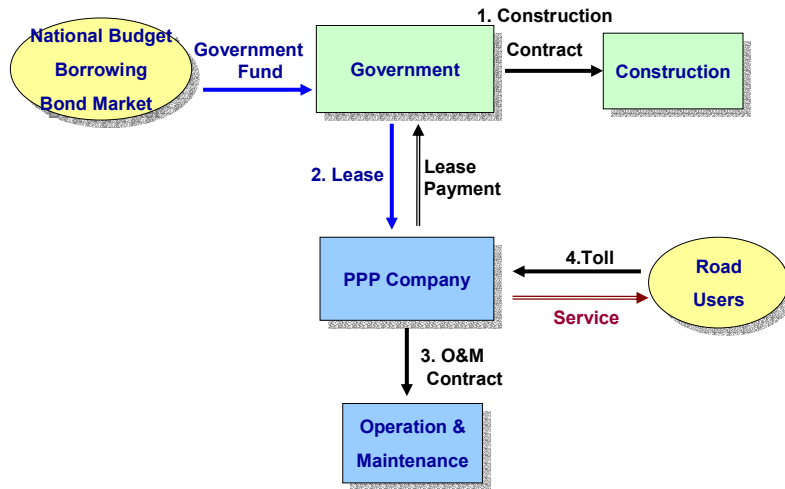 1. Construction
Contract
National Budget
Borrowing
Bond Market
Government
Fund
Government
Construction
2. Lease
Lease
Payment
PPP Company
4.Toll
Service
Road
Users
3. O&M
Contract
Operation &
Maintenance